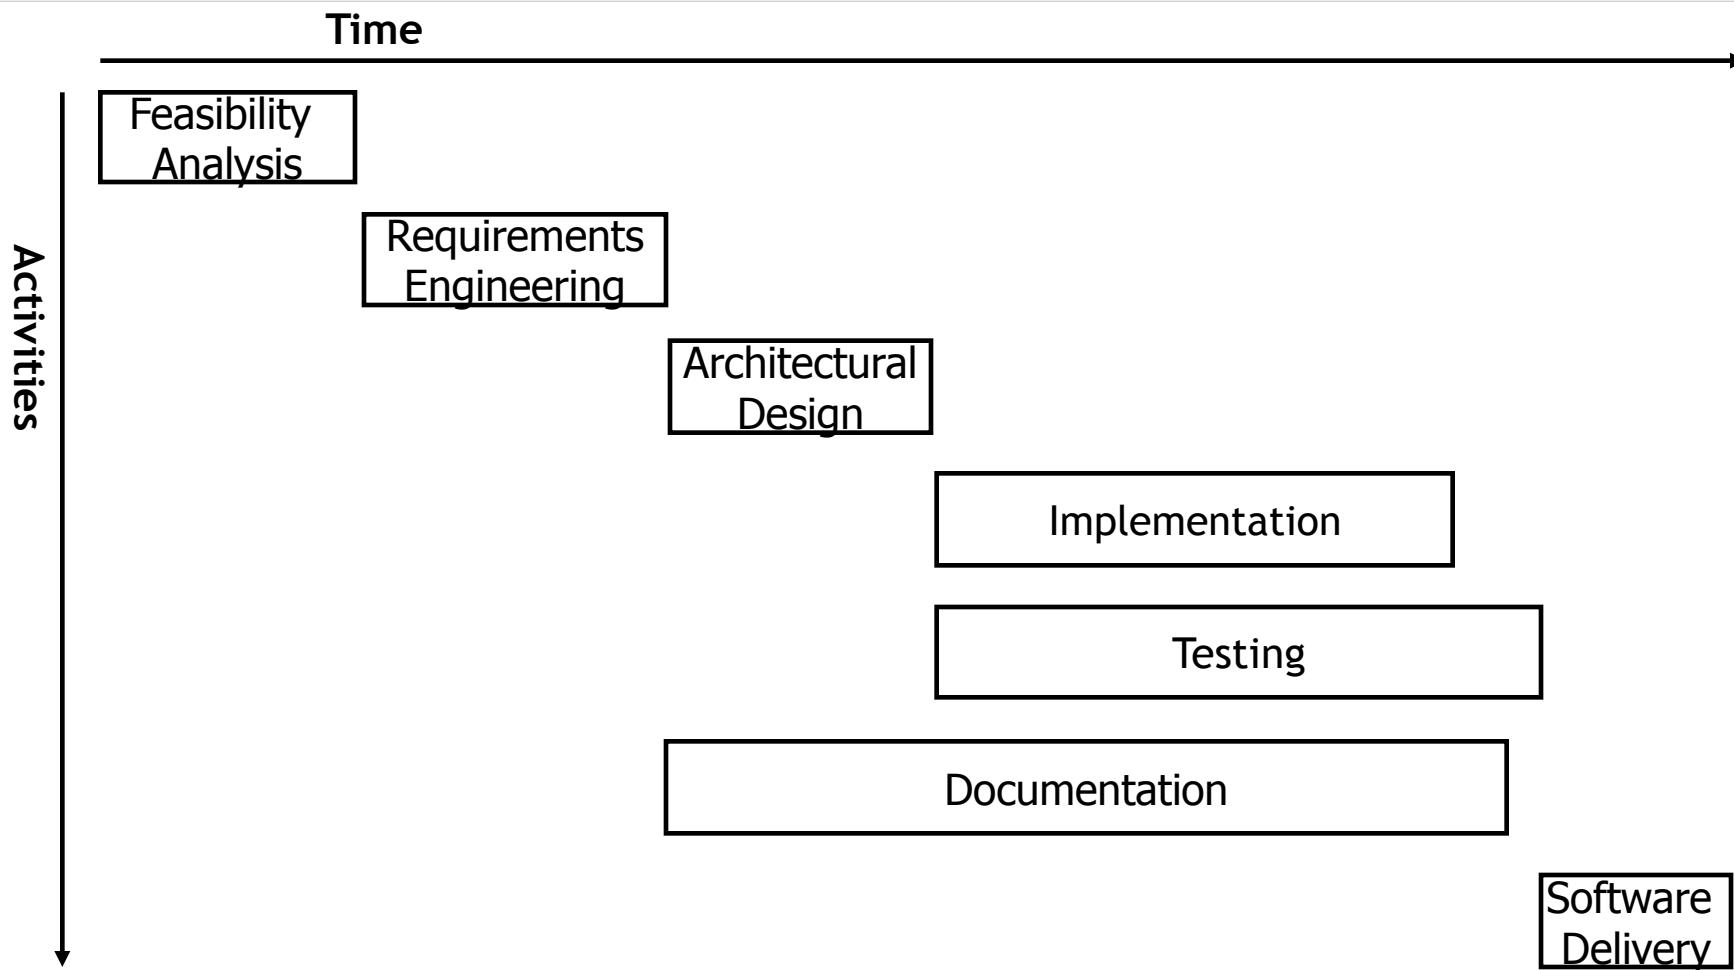 Time
Activities
Feasibility
Analysis
Requirements
Engineering
Architectural
Design
Implementation
Testing
Documentation
Software
Delivery